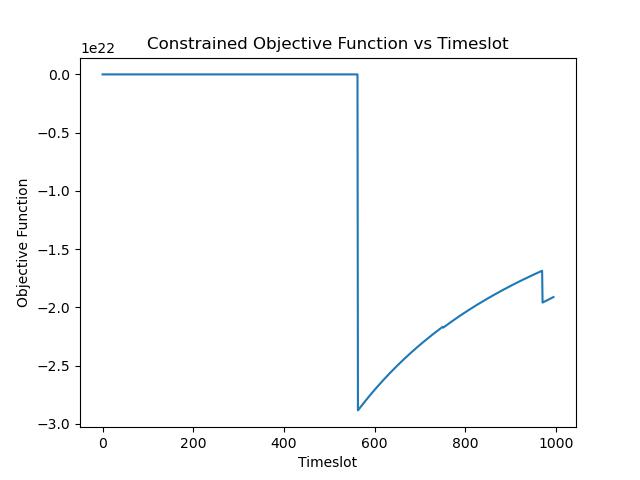 Constrained Objective Function vs Timeslot
1e22
0.0
−0.5
−1.0
−1.5
−2.0
−2.5
−3.0
Objective Function
0 200 400 600 800 1000
Timeslot